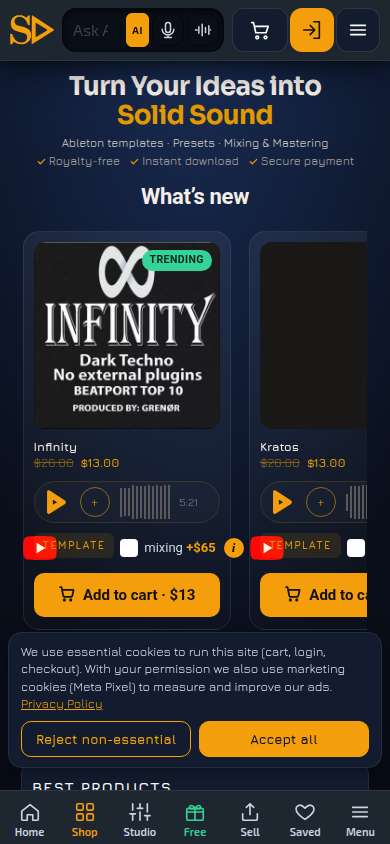 S
Ask A
AI
Turn Your Ideas into
Solid Sound
Ableton templates · Presets · Mixing & Mastering
✓ Royalty-free ✓ Instant download ✓ Secure payment
What's new
TRENDING
INFINITY
Dark Techno
No external plugins
BEATPORT TOP 10
PRODUCED BY: GRENØR
Infinity
$20.00 $13.00
+
5:21
TEMPLATE
mixing +$65
i
Add to cart · $13
Kratos
$20.00 $13.00
+
TEMPLATE
Add to ca
We use essential cookies to run this site (cart, login,
checkout). With your permission we also use marketing
cookies (Meta Pixel) to measure and improve our ads.
Privacy Policy
Reject non-essential
Accept all
BEST PRODUCTS
Home
Shop
Studio
Free
Sell
Saved
Menu